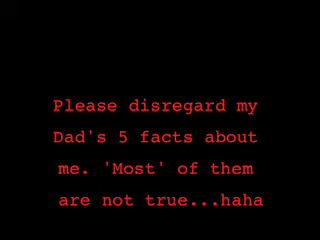 Please disregard my
Dad's 5 facts about
me. 'Most' of them
are not true...haha